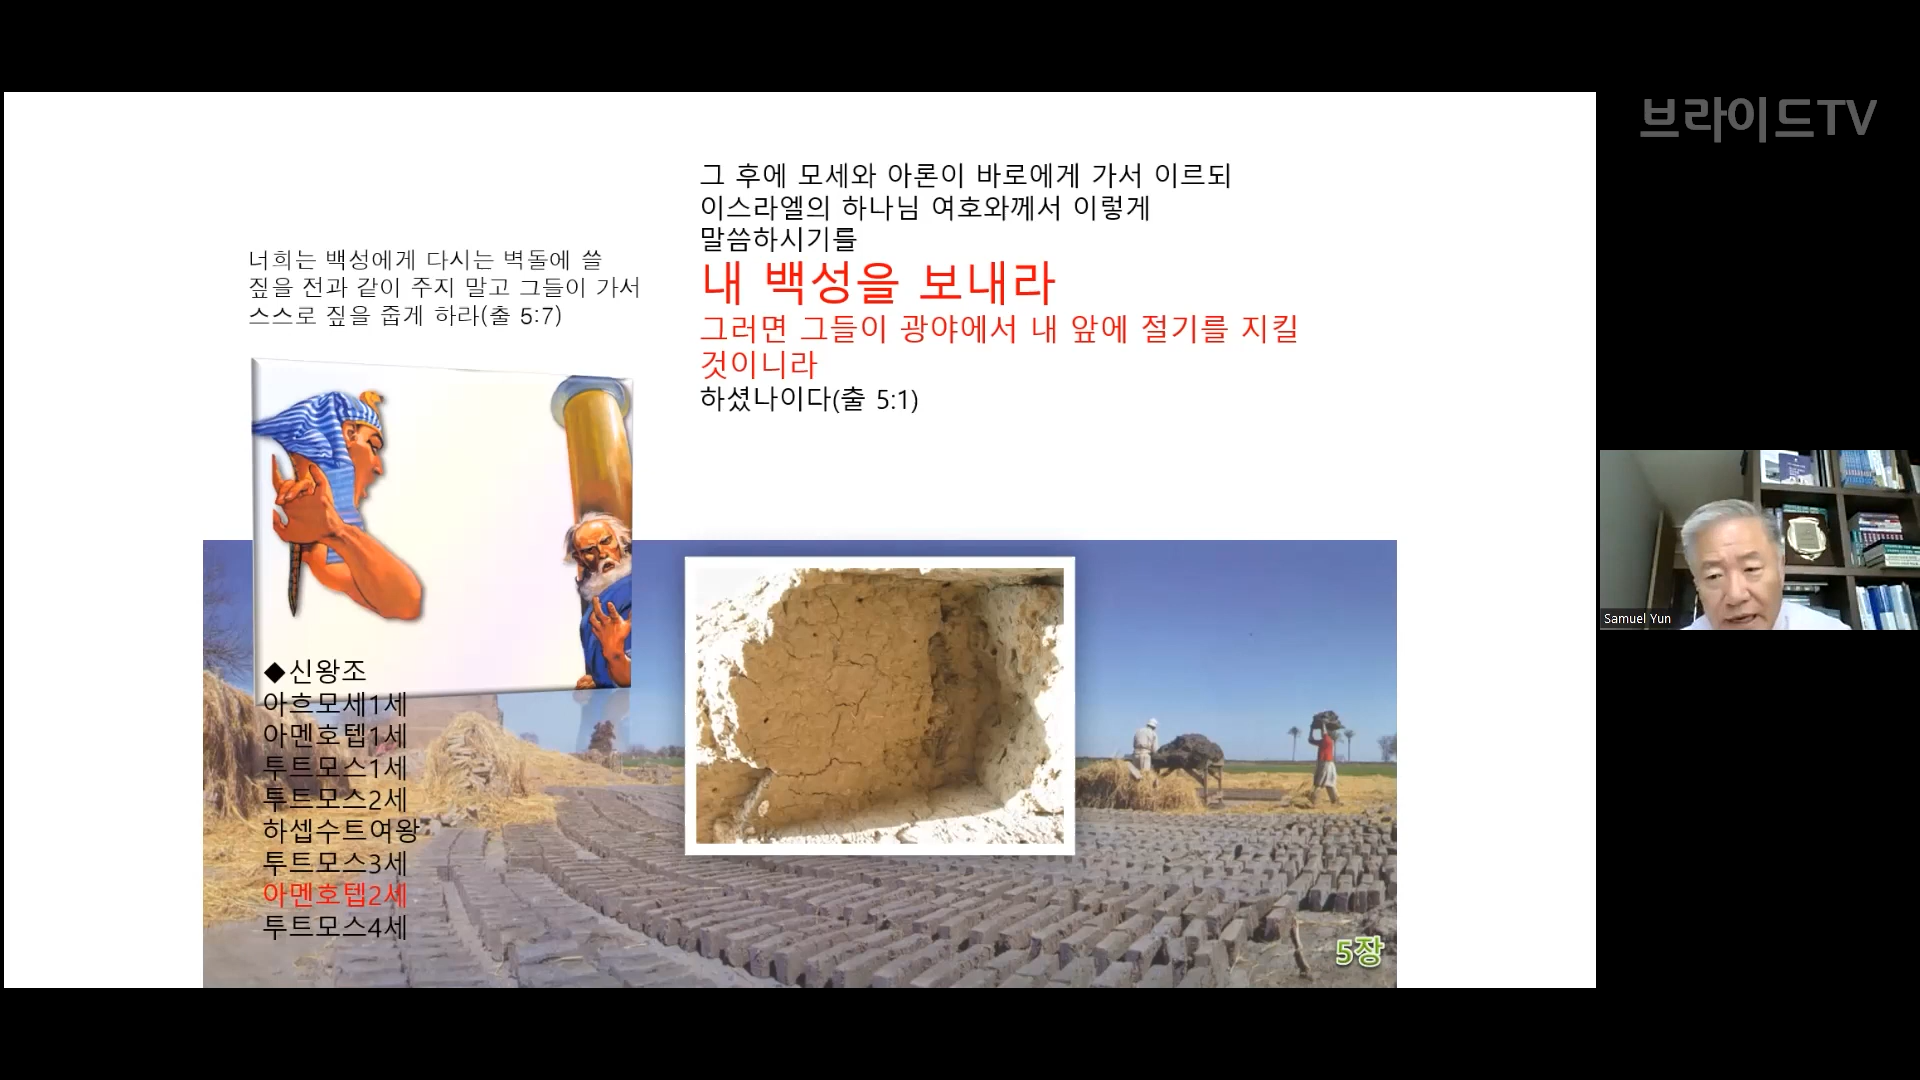 브라이드TV
그 후에 모세와 아론이 바로에게 가서 이르되
이스라엘의 하나님 여호와께서 이렇게
말씀하시기를
내 백성을 보내라
그러면 그들이 광야에서 내 앞에 절기를 지킬
것이니라
하셨나이다(출 5:1)
너희는 백성에게 다시는 벽돌에 쓸
짚을 전과 같이 주지 말고 그들이 가서
스스로 짚을 줍게 하라(출 5:7)
◆신왕조
아흐모세1세
아멘호텝1세
투트모스1세
투트모스2세
하셉수트여왕
투트모스3세
아멘호텝2세
투트모스4세
5장
Samuel Yun